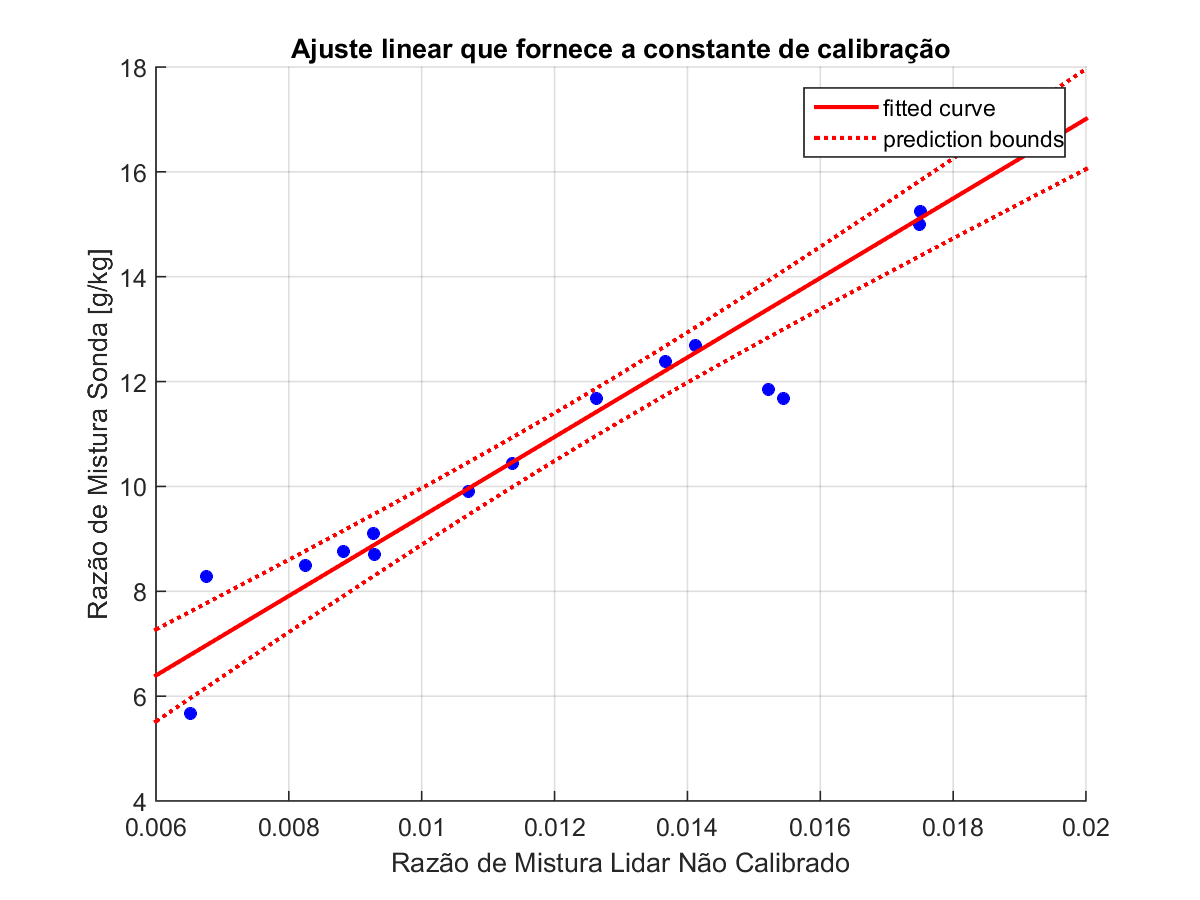 Ajuste linear que fornece a constante de calibração
fitted curve
prediction bounds
Razão de Mistura Sonda [g/kg]
18
16
14
12
10
8
6
4
0.006 0.008 0.01 0.012 0.014 0.016 0.018 0.02
Razão de Mistura Lidar Não Calibrado